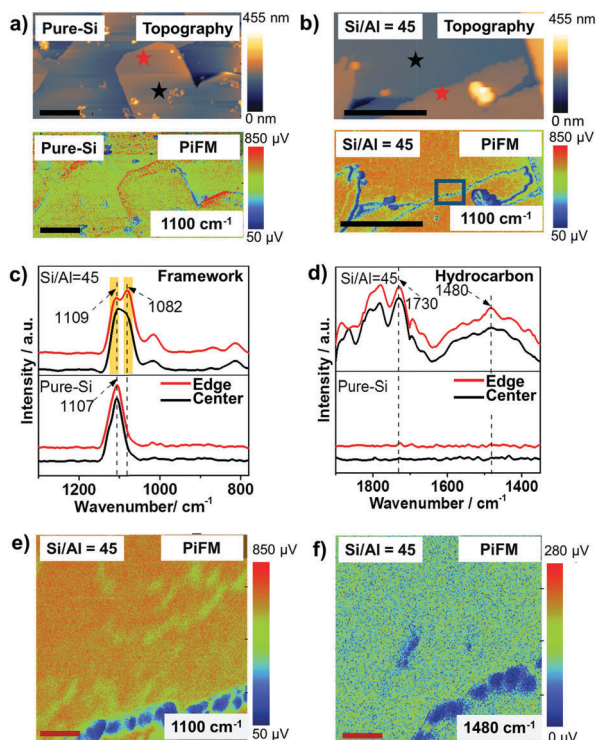 a)
Pure-Si
Topography
455 nm
0 nm
Pure-Si
PiFM
1100 cm⁻¹
850 µV
50 µV
b)
Si/Al = 45
Topography
455 nm
0 nm
Si/Al = 45
PiFM
1100 cm⁻¹
850 µV
50 µV
c)
Si/Al=45
Framework
1109
1082
Pure-Si
1107
Edge
Center
Intensity / a.u.
1200
1000
800
Wavenumber/ cm⁻¹
d)
Si/Al=45
Hydrocarbon
1730
1480
Pure-Si
Edge
Center
Intensity / a.u.
1800
1600
1400
Wavenumber/ cm⁻¹
e)
Si/Al = 45
PiFM
1100 cm⁻¹
850 µV
50 µV
f)
Si/Al = 45
PiFM
1480 cm⁻¹
280 µV
0 µV